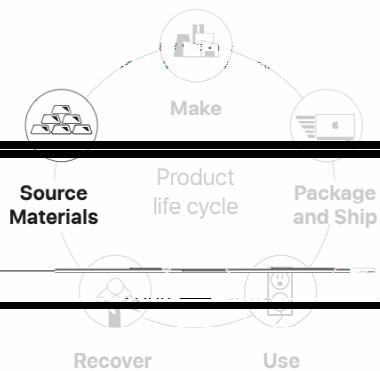 Make
Product
life cycle
Source
Materials
Package
and Ship
Recover
Use